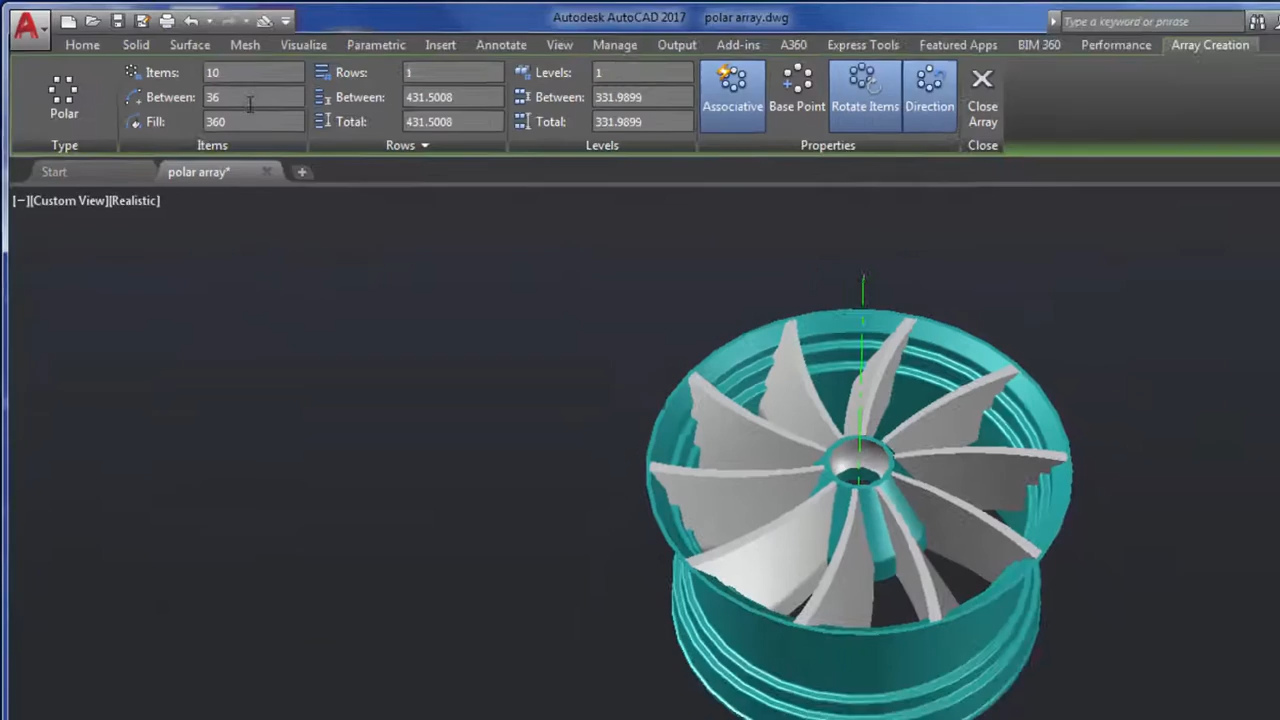 Autodesk AutoCAD 2017 polar array.dwg
Type a keyword or phrase
Home Solid Surface Mesh Visualize Parametric Insert Annotate View Manage Output Add-ins A360 Express Tools Featured Apps BIM 360 Performance Array Creation
Items: 10 Rows: 1 Levels: 1
Between: 36 Between: 431.5008 Between: 331.9899
Fill: 360 Total: 431.5008 Total: 331.9899
Polar
Associative Base Point Rotate Items Direction Close
Array
Type Items Rows Levels Properties Close
Start polar array*
[−][Custom View][Realistic]